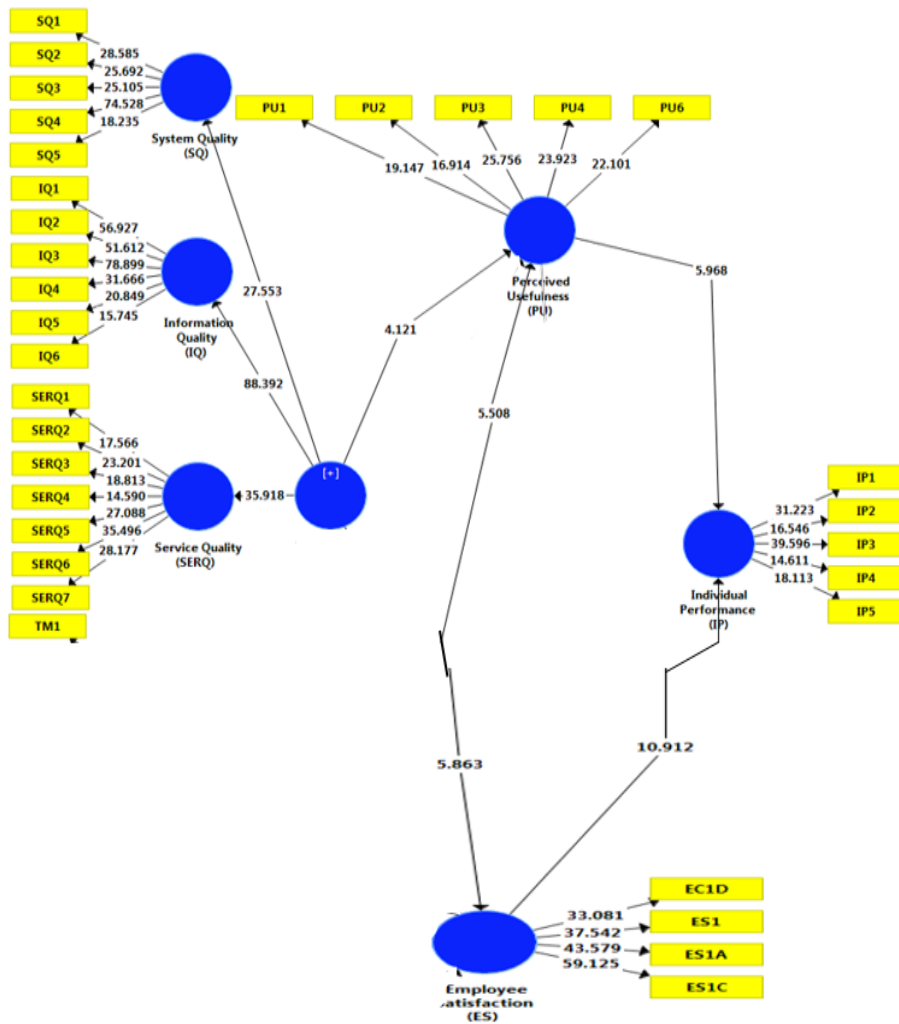 SQ1
SQ2
SQ3
SQ4
SQ5
28.585
25.692
25.105
74.528
18.235
System Quality
(SQ)
PU1
PU2
PU3
PU4
PU6
19.147
16.914
25.756
23.923
22.101
Perceived
Usefulness
(PU)
IQ1
IQ2
IQ3
IQ4
IQ5
IQ6
56.927
51.612
78.899
31.666
20.849
15.745
Information
Quality
(IQ)
27.553
88.392
4.121
5.968
5.508
SERQ1
SERQ2
SERQ3
SERQ4
SERQ5
SERQ6
SERQ7
TM1
17.566
23.201
18.813
14.590
27.088
35.496
28.177
Service Quality
(SERQ)
35.918
[+]
IP1
IP2
IP3
IP4
IP5
31.223
16.546
39.596
14.611
18.113
Individual
Performance
(IP)
5.863
10.912
EC1D
ES1
ES1A
ES1C
33.081
37.542
43.579
59.125
Employee
atisfaction
(ES)